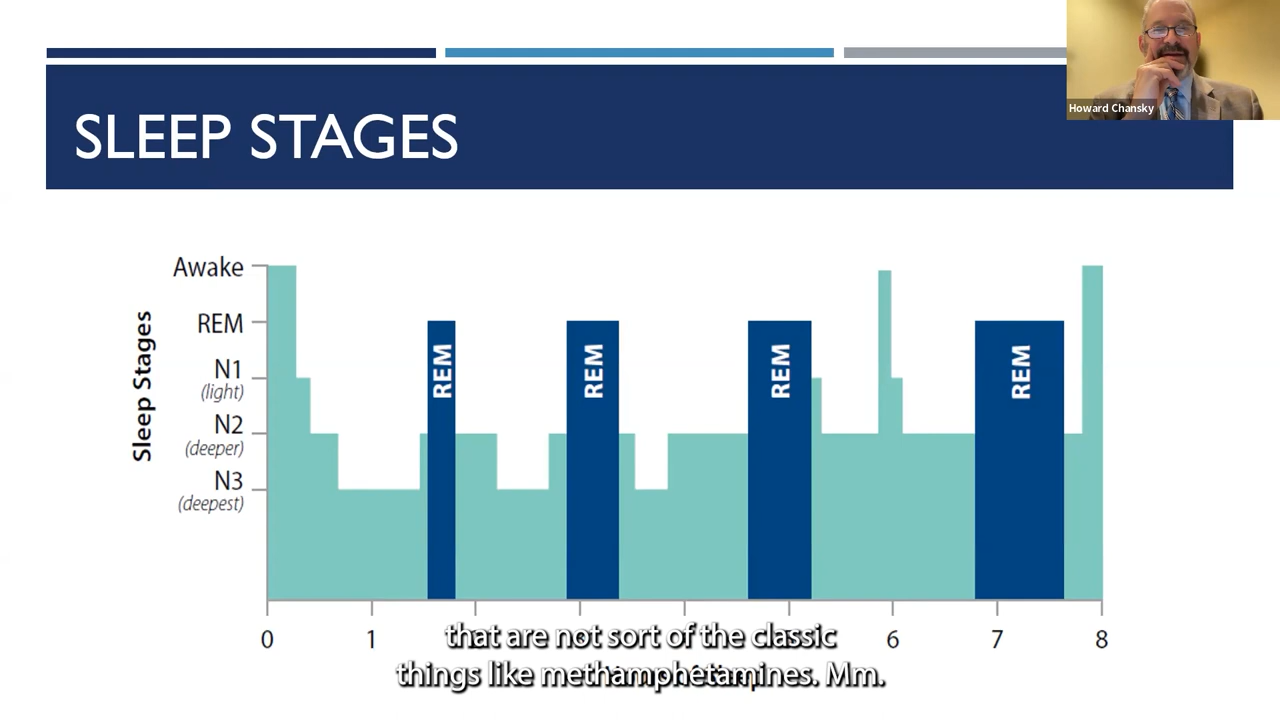 Howard Chansky
SLEEP STAGES
Sleep Stages
Awake
REM
N1
(light)
N2
(deeper)
N3
(deepest)
REM
REM
REM
REM
0 1 6 7 8
that are not sort of the classic
things like methamphetamines. Mm.